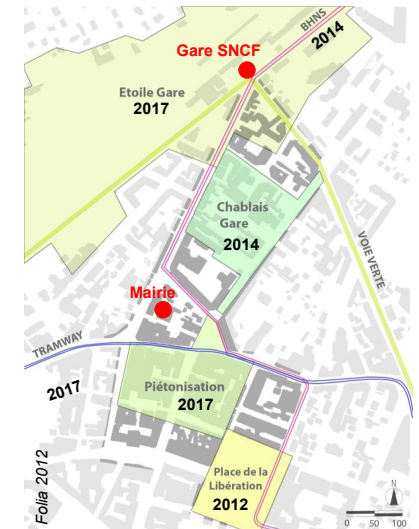 BHNS
2014
Gare SNCF
Etoile Gare
2017
Chablais
Gare
2014
VOIE VERTE
Mairie
TRAMWAY
2017
Piétonisation
2017
Place de la
Libération
2012
Folia 2012
N
0 50 100